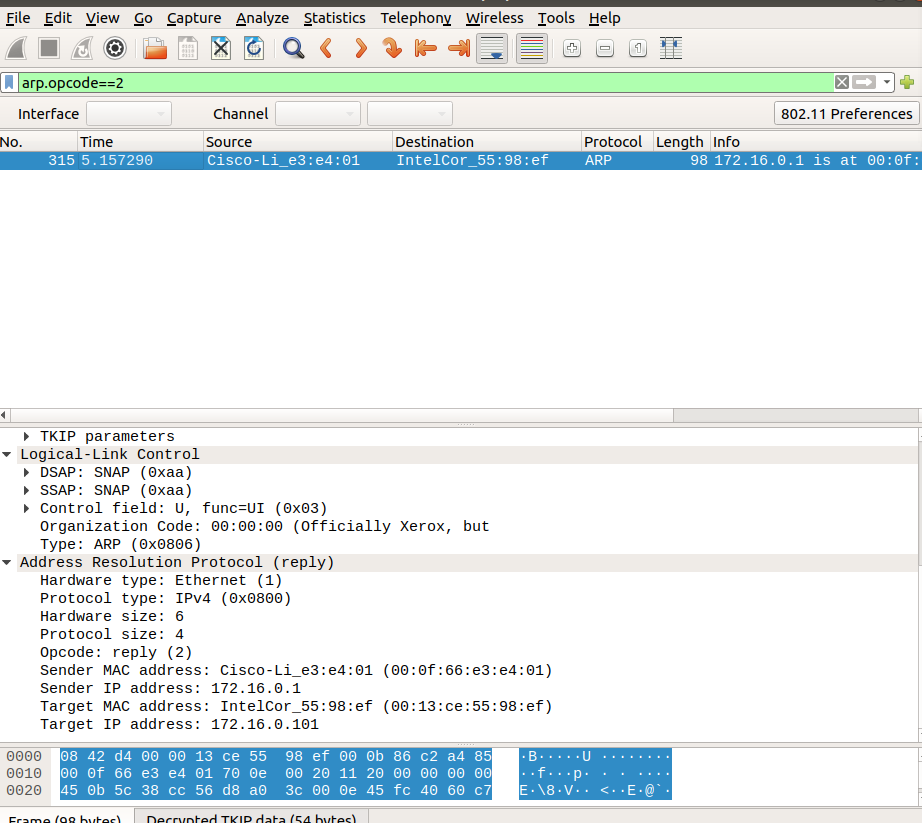 File Edit View Go Capture Analyze Statistics Telephony Wireless Tools Help
arp.opcode==2
Interface Channel 802.11 Preferences
No. Time Source Destination Protocol Length Info
315 5.157290 Cisco-Li_e3:e4:01 IntelCor_55:98:ef ARP 98 172.16.0.1 is at 00:0f:
TKIP parameters
Logical-Link Control
DSAP: SNAP (0xaa)
SSAP: SNAP (0xaa)
Control field: U, func=UI (0x03)
Organization Code: 00:00:00 (Officially Xerox, but
Type: ARP (0x0806)
Address Resolution Protocol (reply)
Hardware type: Ethernet (1)
Protocol type: IPv4 (0x0800)
Hardware size: 6
Protocol size: 4
Opcode: reply (2)
Sender MAC address: Cisco-Li_e3:e4:01 (00:0f:66:e3:e4:01)
Sender IP address: 172.16.0.1
Target MAC address: IntelCor_55:98:ef (00:13:ce:55:98:ef)
Target IP address: 172.16.0.101
0000 08 42 d4 00 00 13 ce 55 98 ef 00 0b 86 c2 a4 85 ·B·····U ········
0010 00 0f 66 e3 e4 01 70 0e 00 20 11 20 00 00 00 00 ··f···p· · · ····
0020 45 0b 5c 38 cc 56 d8 a0 3c 00 0e 45 fc 40 60 c7 E·\8·V·· <··E·@`·
Frame (98 bytes) Decrypted TKIP data (54 bytes)